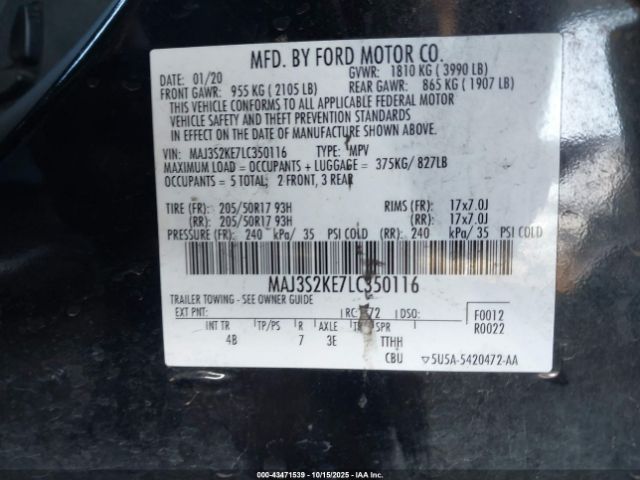 MFD. BY FORD MOTOR CO.
DATE: 01/20 GVWR: 1810 KG ( 3990 LB)
FRONT GAWR: 955 KG ( 2105 LB) REAR GAWR: 865 KG ( 1907 LB)
THIS VEHICLE CONFORMS TO ALL APPLICABLE FEDERAL MOTOR
VEHICLE SAFETY AND THEFT PREVENTION STANDARDS
IN EFFECT ON THE DATE OF MANUFACTURE SHOWN ABOVE.
VIN: MAJ3S2KE7LC350116 TYPE: MPV
MAXIMUM LOAD = OCCUPANTS + LUGGAGE = 375KG/ 827LB
OCCUPANTS = 5 TOTAL; 2 FRONT, 3 REAR
TIRE (FR): 205/50R17 93H RIMS (FR): 17x7.0J
(RR): 205/50R17 93H (RR): 17x7.0J
PRESSURE (FR): 240 kPa/ 35 PSI COLD (RR): 240 kPa/ 35 PSI COLD
MAJ3S2KE7LC350116
TRAILER TOWING - SEE OWNER GUIDE
EXT PNT: RC: 72 DSO: F0012
R0022
INT TR TP/PS R AXLE SPR
4B 7 3E TTHH
CBU ▽5U5A-5420472-AA
000-43471539 - 10/15/2025 - IAA Inc.